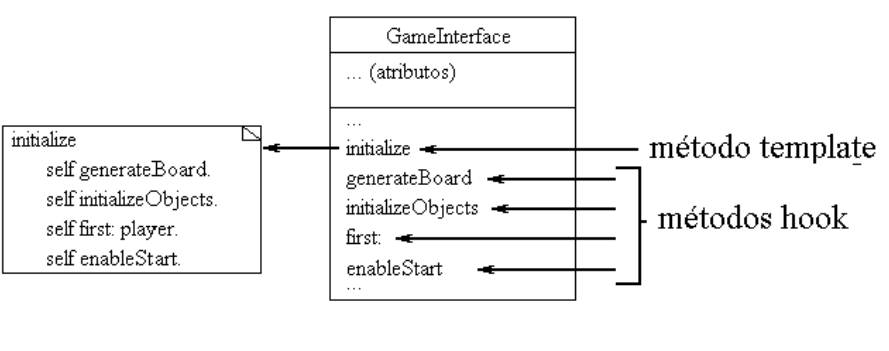 GameInterface
... (atributos)
...
initialize
generateBoard
initializeObjects
first:
enableStart
...
initialize
self generateBoard.
self initializeObjects.
self first: player.
self enableStart.
método template
métodos hook